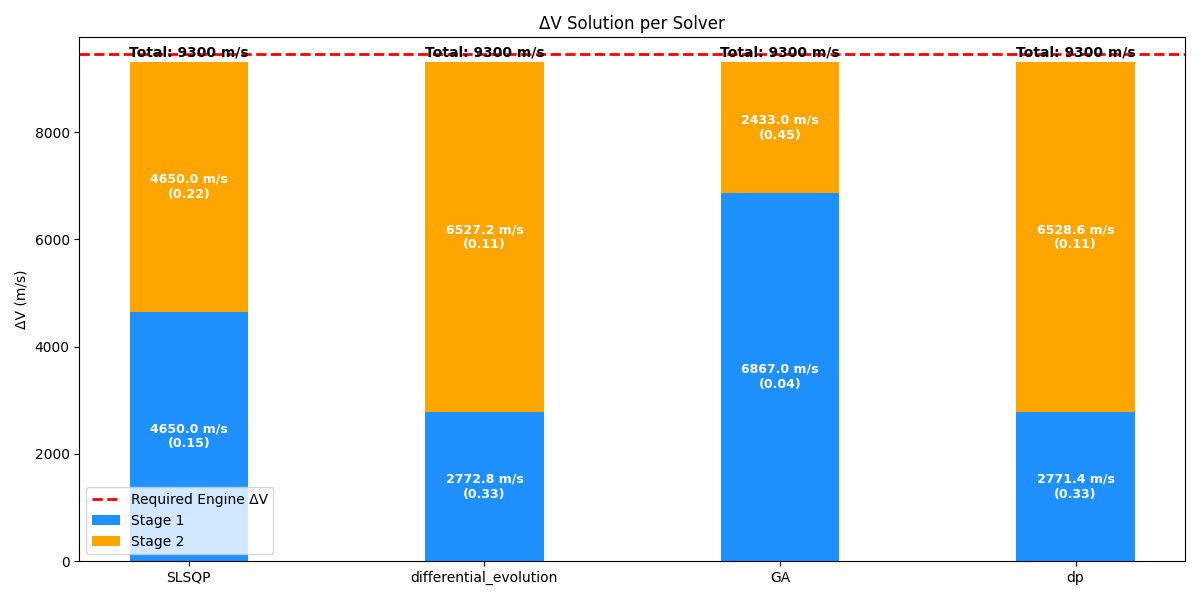 ΔV Solution per Solver
Total: 9300 m/s
Total: 9300 m/s
Total: 9300 m/s
Total: 9300 m/s
ΔV (m/s)
8000
6000
4000
2000
0
4650.0 m/s
(0.22)
4650.0 m/s
(0.15)
6527.2 m/s
(0.11)
2772.8 m/s
(0.33)
2433.0 m/s
(0.45)
6867.0 m/s
(0.04)
6528.6 m/s
(0.11)
2771.4 m/s
(0.33)
Required Engine ΔV
Stage 1
Stage 2
SLSQP
differential_evolution
GA
dp